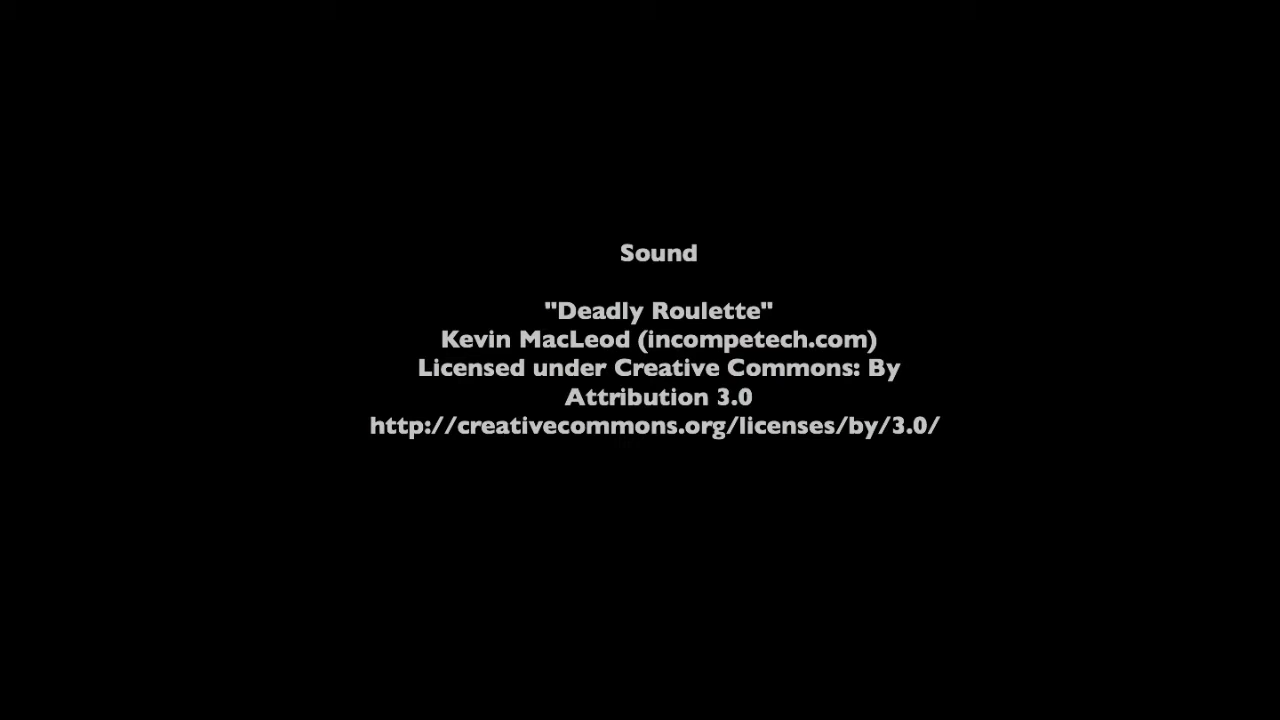 Sound
"Deadly Roulette"
Kevin MacLeod (incompetech.com)
Licensed under Creative Commons: By
Attribution 3.0
http://creativecommons.org/licenses/by/3.0/